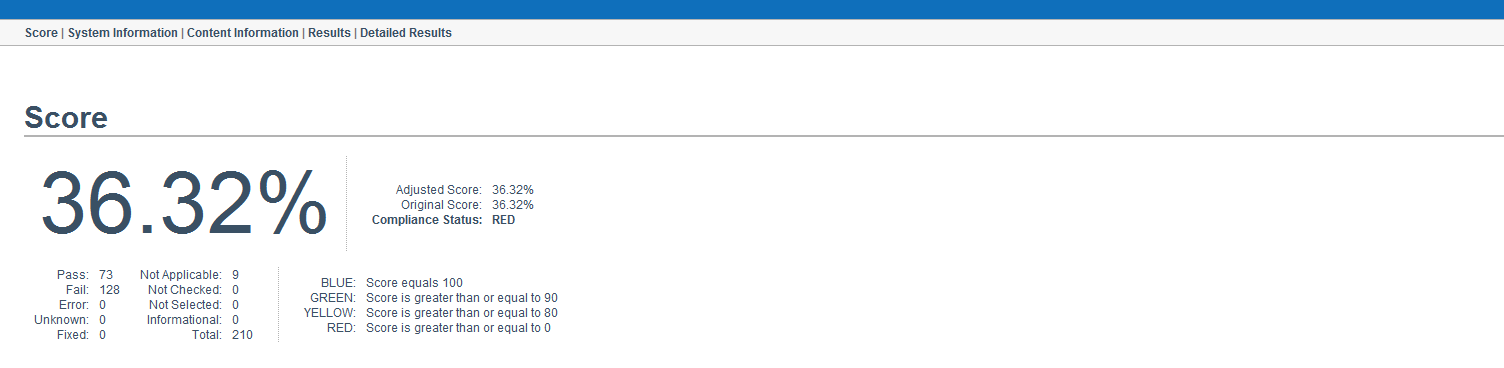 Score | System Information | Content Information | Results | Detailed Results
Score
36.32%
Adjusted Score: 36.32%
Original Score: 36.32%
Compliance Status: RED
Pass: 73 Not Applicable: 9
Fail: 128 Not Checked: 0
Error: 0 Not Selected: 0
Unknown: 0 Informational: 0
Fixed: 0 Total: 210
BLUE: Score equals 100
GREEN: Score is greater than or equal to 90
YELLOW: Score is greater than or equal to 80
RED: Score is greater than or equal to 0